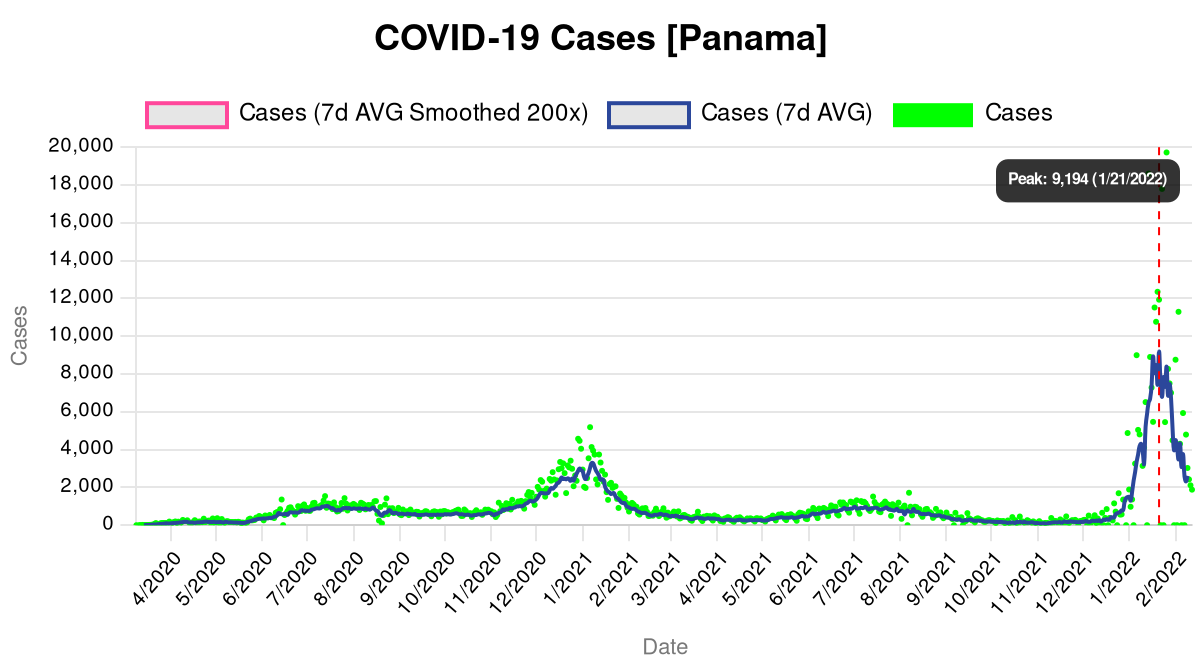 COVID-19 Cases [Panama]
Cases (7d AVG Smoothed 200x) Cases (7d AVG) Cases
20,000
18,000
16,000
14,000
12,000
10,000
8,000
6,000
4,000
2,000
0
Cases
Peak: 9,194 (1/21/2022)
4/2020 5/2020 6/2020 7/2020 8/2020 9/2020 10/2020 11/2020 12/2020 1/2021 2/2021 3/2021 4/2021 5/2021 6/2021 7/2021 8/2021 9/2021 10/2021 11/2021 12/2021 1/2022 2/2022
Date